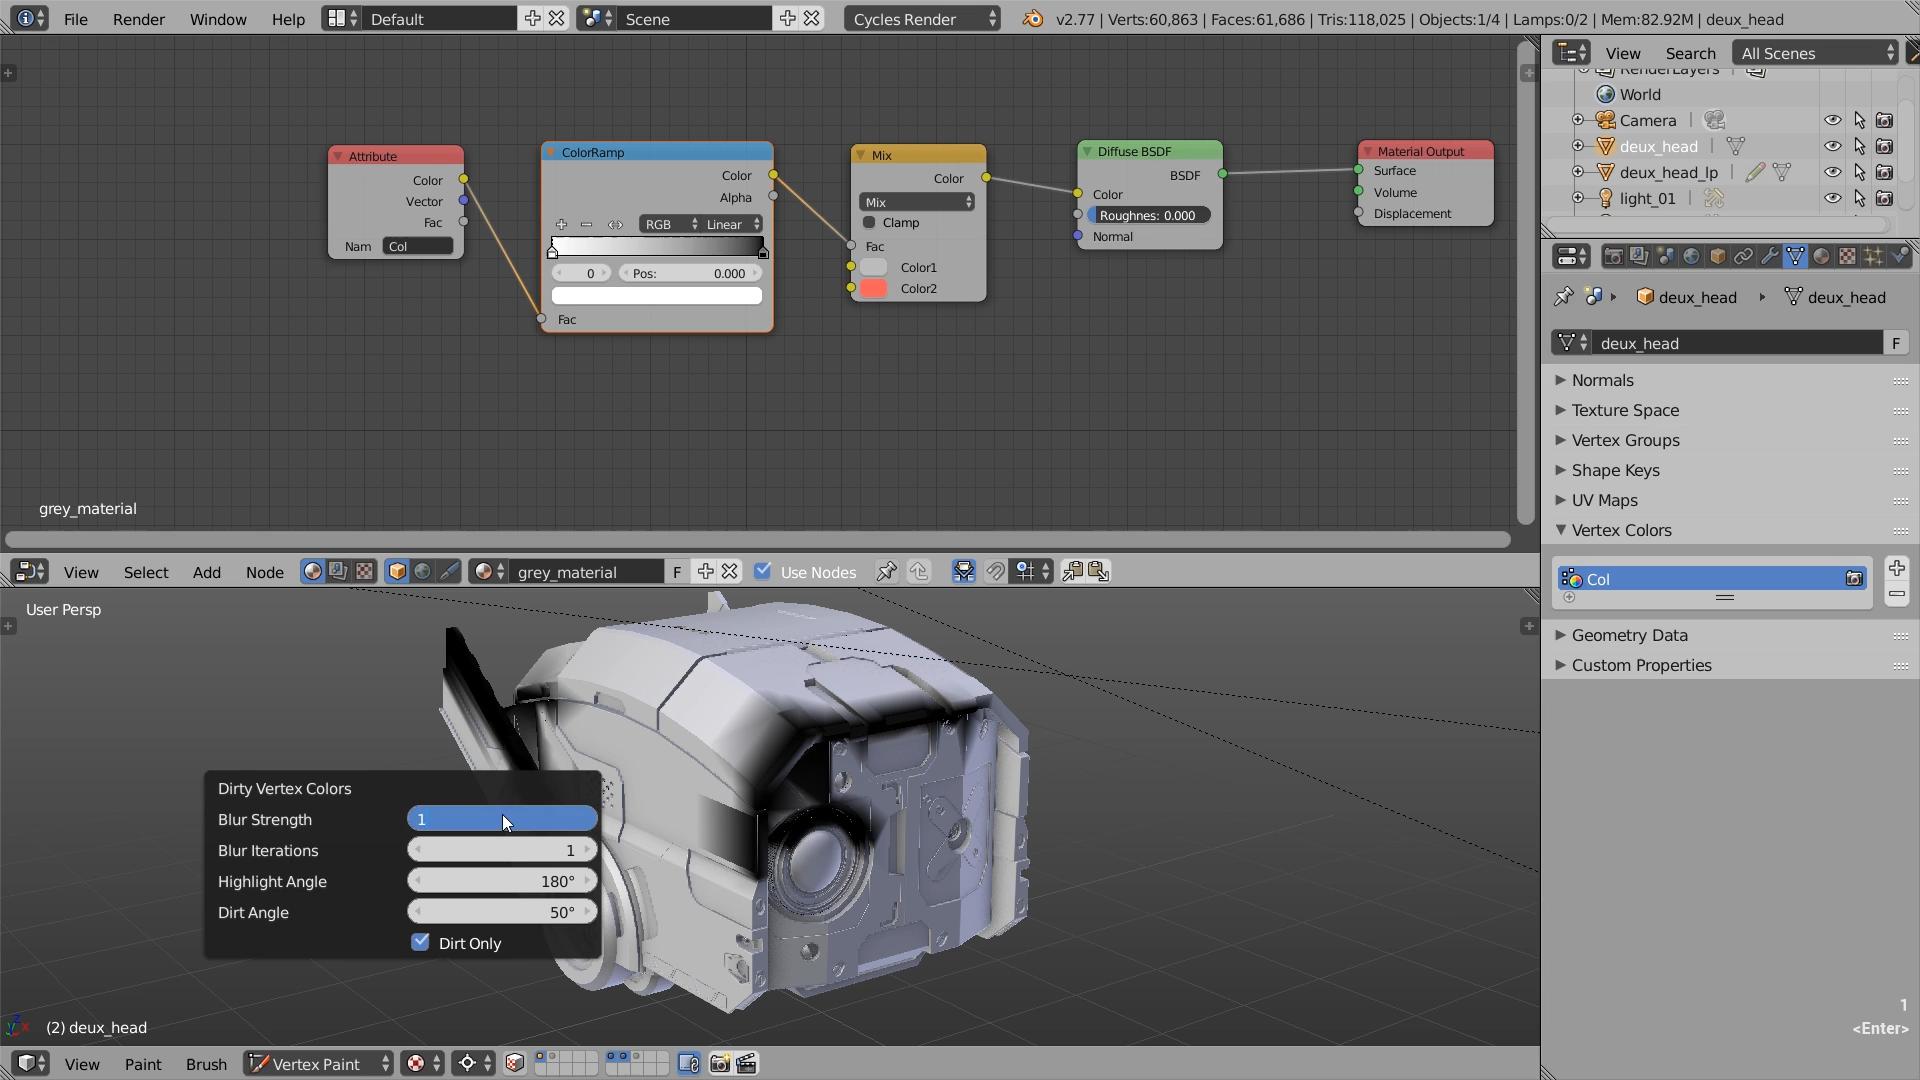 File Render Window Help Default Scene Cycles Render v2.77 | Verts:60,863 | Faces:61,686 | Tris:118,025 | Objects:1/4 | Lamps:0/2 | Mem:82.92M | deux_head
View Search All Scenes
RenderLayers
World
Camera
deux_head
deux_head_lp
light_01
Attribute
Color
Vector
Fac
Nam Col
ColorRamp
Color
Alpha
RGB Linear
0 Pos: 0.000
Fac
Mix
Color
Mix
Clamp
Fac
Color1
Color2
Diffuse BSDF
BSDF
Color
Roughnes: 0.000
Normal
Material Output
Surface
Volume
Displacement
grey_material
deux_head deux_head
deux_head F
Normals
Texture Space
Vertex Groups
Shape Keys
UV Maps
Vertex Colors
Col
Geometry Data
Custom Properties
View Select Add Node grey_material F Use Nodes
User Persp
Dirty Vertex Colors
Blur Strength 1
Blur Iterations 1
Highlight Angle 180°
Dirt Angle 50°
Dirt Only
(2) deux_head
1
<Enter>
View Paint Brush Vertex Paint